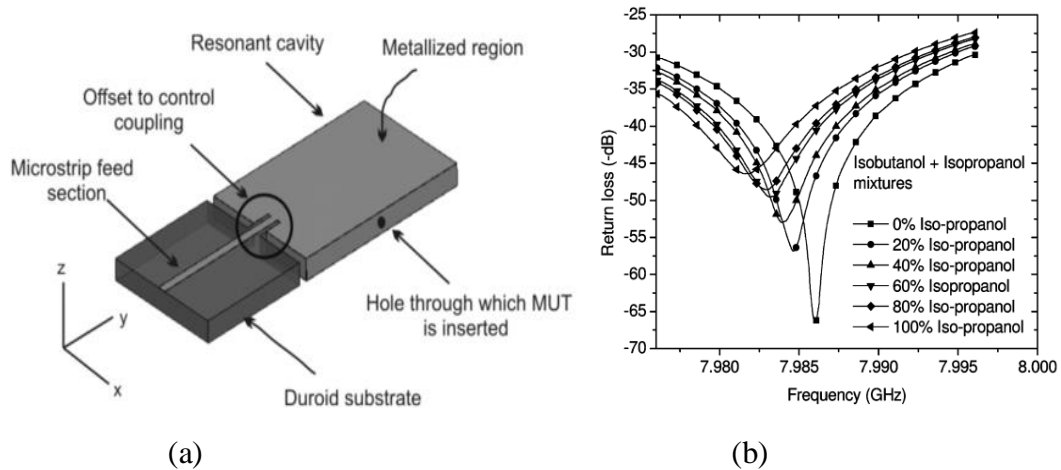 Resonant cavity
Metallized region
Offset to control
coupling
Microstrip feed
section
z
y
x
Hole through which MUT
is inserted
Duroid substrate
(a)
Return loss (-dB)
-25
-30
-35
-40
-45
-50
-55
-60
-65
-70
Isobutanol + Isopropanol
mixtures
0% Iso-propanol
20% Iso-propanol
40% Iso-propanol
60% Isopropanol
80% Iso-propanol
100% Iso-propanol
7.980 7.985 7.990 7.995 8.000
Frequency (GHz)
(b)